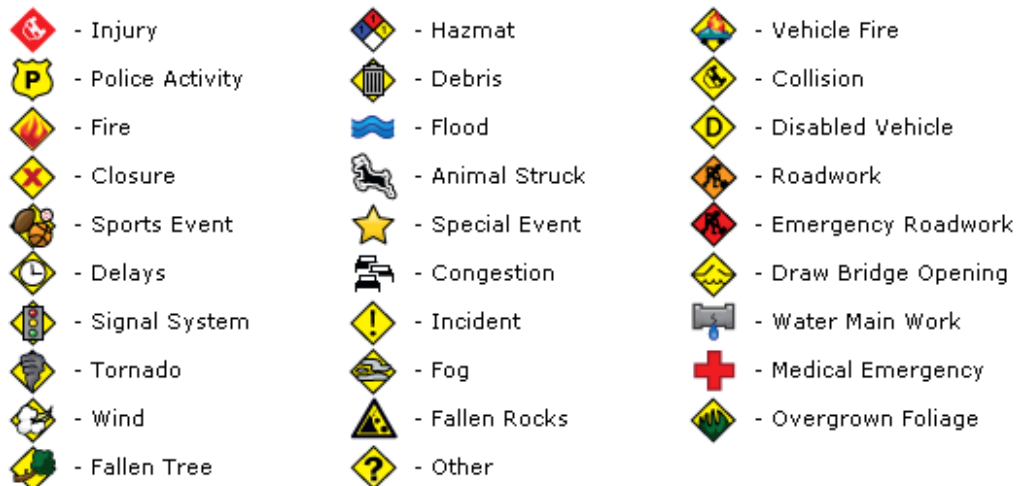 - Injury
- Hazmat
- Vehicle Fire
P - Police Activity
- Debris
- Collision
- Fire
- Flood
D - Disabled Vehicle
- Closure
- Animal Struck
- Roadwork
- Sports Event
- Special Event
- Emergency Roadwork
- Delays
- Congestion
- Draw Bridge Opening
- Signal System
! - Incident
- Water Main Work
- Tornado
- Fog
- Medical Emergency
- Wind
- Fallen Rocks
- Overgrown Foliage
- Fallen Tree
? - Other